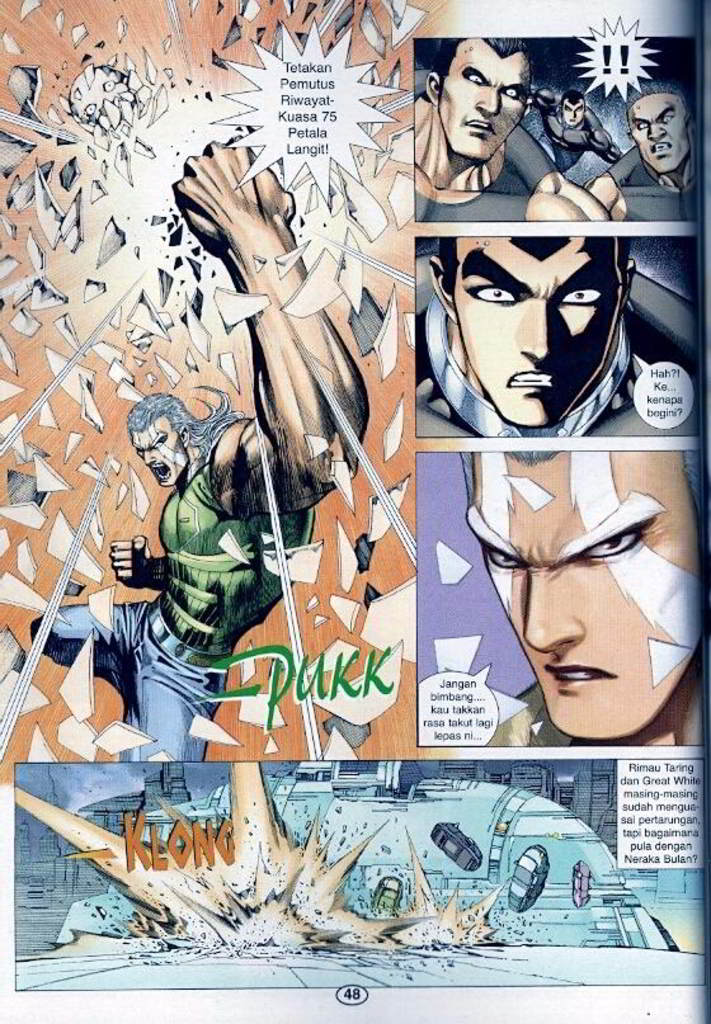 Tetakan
Pemutus
Riwayat-
Kuasa 75
Petala
Langit!
!!
Hah?!
Ke...
kenapa
begini?
PUKK
Jangan
bimbang....
kau takkan
rasa takut lagi
lepas ni...
KLONG
Rimau Taring
dan Great White
masing-masing
sudah mengua-
sai pertarungan,
tapi bagaimana
pula dengan
Neraka Bulan?
48